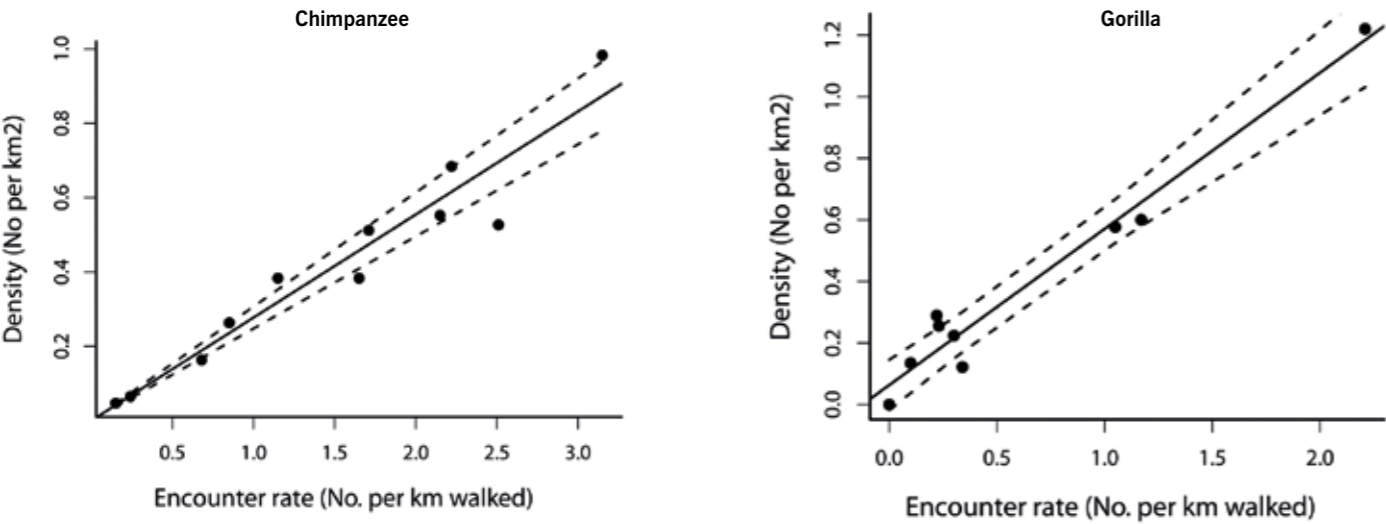 Chimpanzee
1.0
0.8
0.6
0.4
0.2
Density (No per km2)
0.5 1.0 1.5 2.0 2.5 3.0
Encounter rate (No. per km walked)
Gorilla
1.2
1.0
0.8
0.6
0.4
0.2
0.0
Density (No per km2)
0.0 0.5 1.0 1.5 2.0
Encounter rate (No. per km walked)